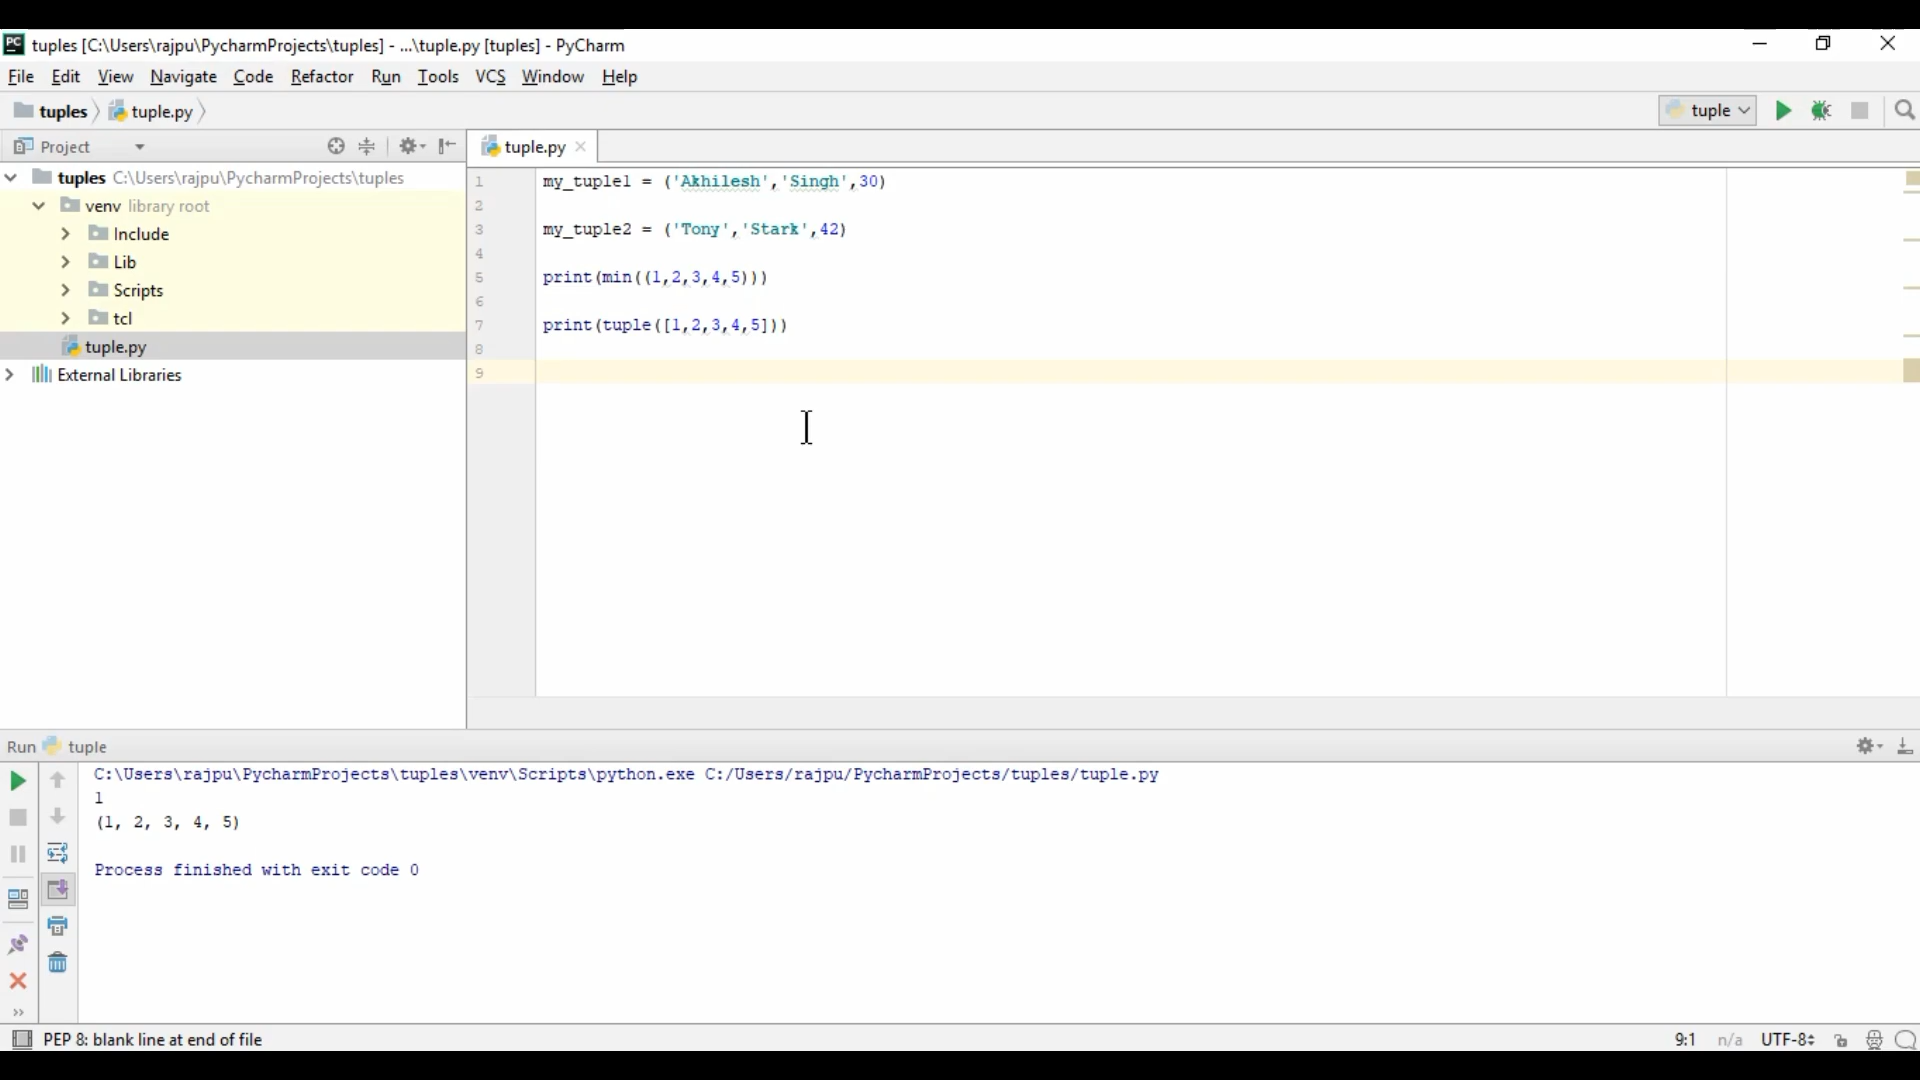 PC tuples [C:\Users\rajpu\PycharmProjects\tuples] - ...\tuple.py [tuples] - PyCharm
File Edit View Navigate Code Refactor Run Tools VCS Window Help
tuples tuple.py tuple
Project tuple.py
tuples C:\Users\rajpu\PycharmProjects\tuples
venv library root
Include
Lib
Scripts
tcl
tuple.py
External Libraries
1 my_tuple1 = ('Akhilesh','Singh',30)
2
3 my_tuple2 = ('Tony','Stark',42)
4
5 print(min((1,2,3,4,5)))
6
7 print(tuple([1,2,3,4,5]))
8
9
Run tuple
C:\Users\rajpu\PycharmProjects\tuples\venv\Scripts\python.exe C:/Users/rajpu/PycharmProjects/tuples/tuple.py
1
(1, 2, 3, 4, 5)
Process finished with exit code 0
PEP 8: blank line at end of file 9:1 n/a UTF-8